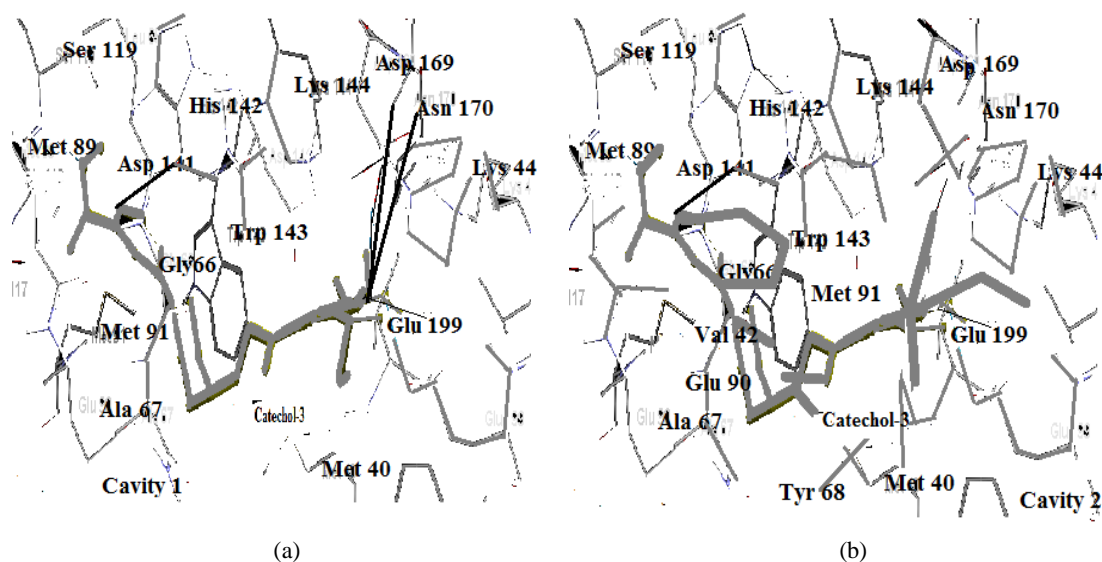 Ser 119
Asp 169
Lys 144
His 142
Asn 170
Met 89
Asp 141
Lys 44
Trp 143
Gly66
Glu 199
Met 91
Ala 67
Catechol-3
Met 40
Cavity 1
(a)
Ser 119
Asp 169
Lys 144
His 142
Asn 170
Met 89
Asp 141
Lys 44
Trp 143
Gly66
Met 91
Val 42
Glu 199
Glu 90
Ala 67
Catechol-3
Met 40
Tyr 68
Cavity 2
(b)